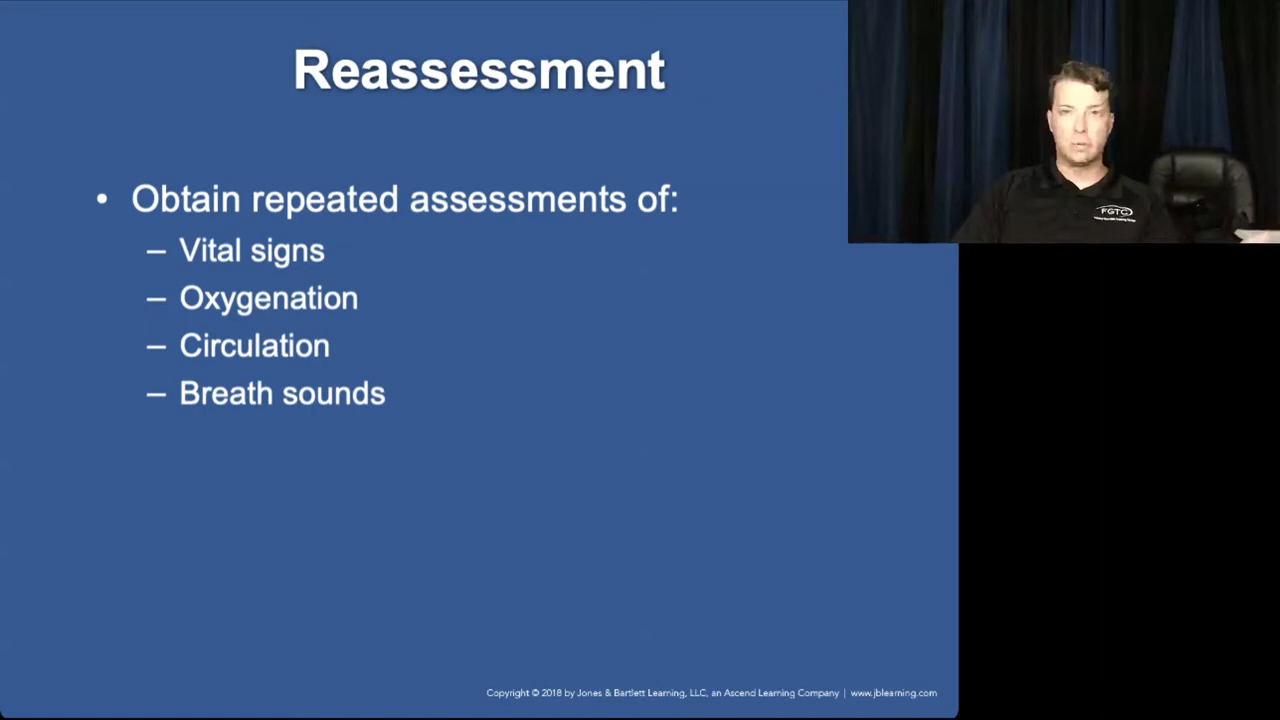 Reassessment
• Obtain repeated assessments of:
– Vital signs
– Oxygenation
– Circulation
– Breath sounds
FGTC
Copyright © 2018 by Jones & Bartlett Learning, LLC, an Ascend Learning Company | www.jblearning.com